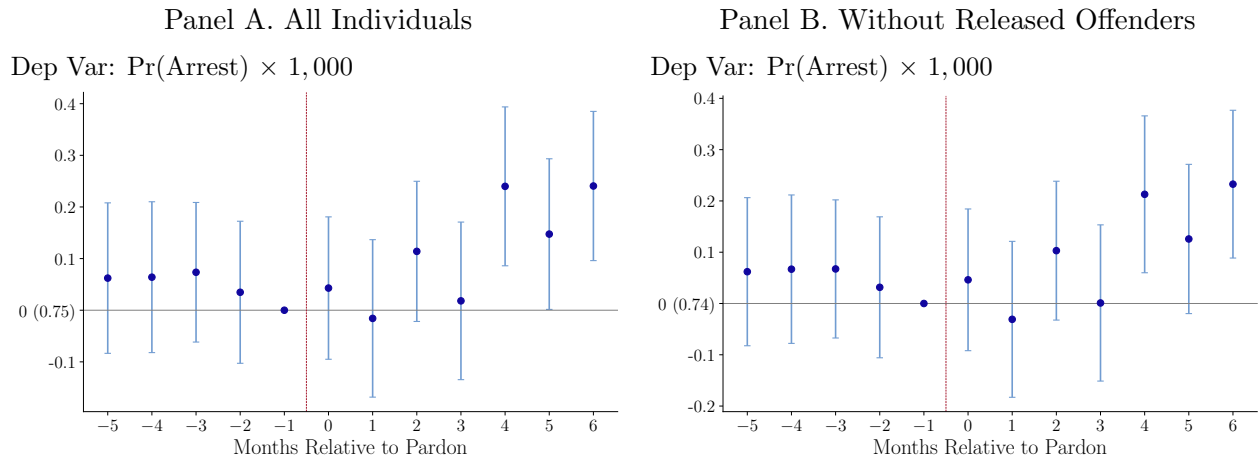 Panel A. All Individuals
Dep Var: Pr(Arrest) × 1,000
0.4
0.3
0.2
0.1
0 (0.75)
-0.1
−5 −4 −3 −2 −1 0 1 2 3 4 5 6
Months Relative to Pardon
Panel B. Without Released Offenders
Dep Var: Pr(Arrest) × 1,000
0.4
0.3
0.2
0.1
0 (0.74)
-0.1
-0.2
−5 −4 −3 −2 −1 0 1 2 3 4 5 6
Months Relative to Pardon